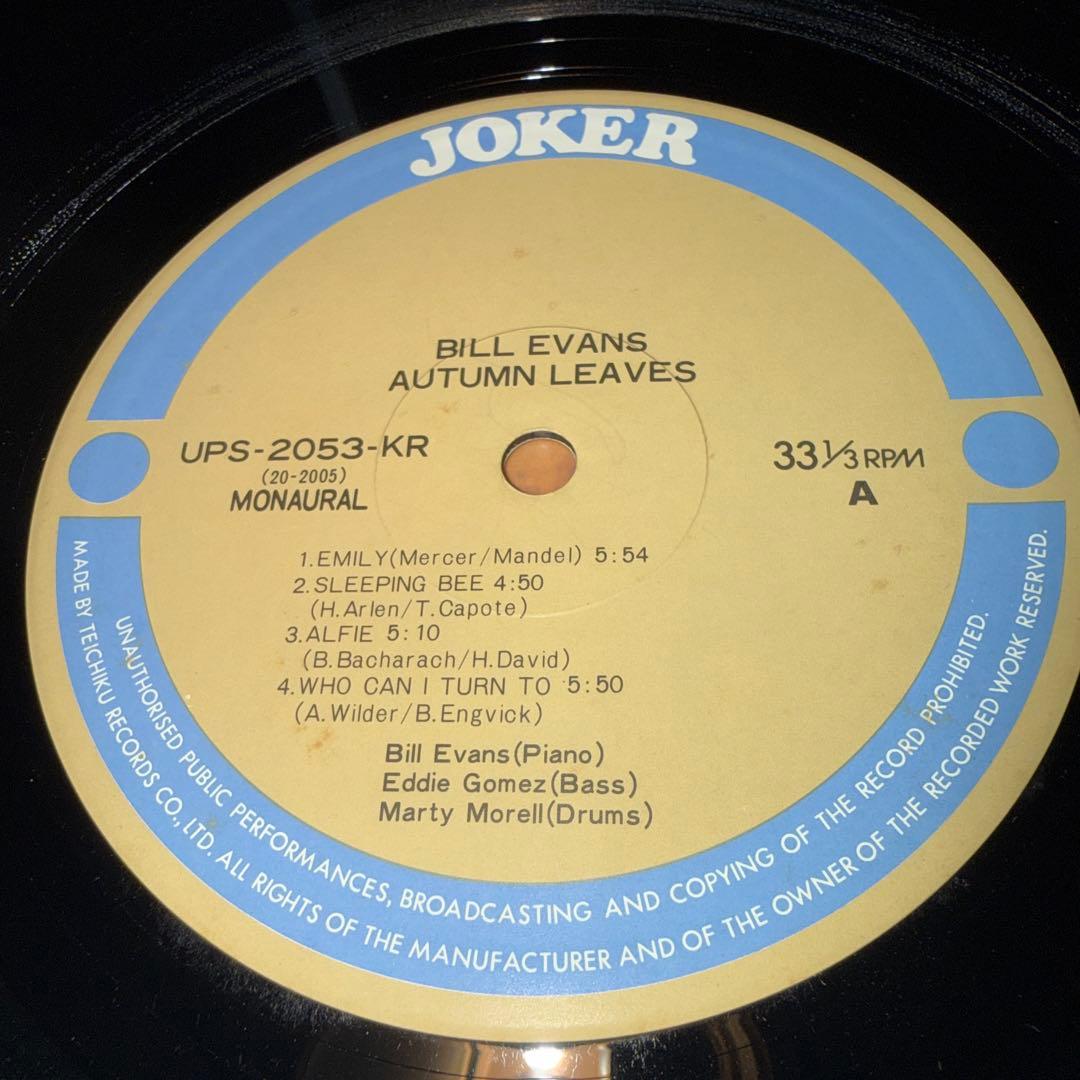 JOKER
BILL EVANS
AUTUMN LEAVES
UPS-2053-KR
(20-2005)
MONAURAL
33 1/3 RPM
A
1.EMILY(Mercer/Mandel) 5:54
2.SLEEPING BEE 4:50
(H.Arlen/T.Capote)
3.ALFIE 5:10
(B.Bacharach/H.David)
4.WHO CAN I TURN TO 5:50
(A.Wilder/B.Engvick)
Bill Evans(Piano)
Eddie Gomez(Bass)
Marty Morell(Drums)
UNAUTHORISED PUBLIC PERFORMANCES, BROADCASTING AND COPYING OF THE RECORD PROHIBITED.
MADE BY TEICHIKU RECORDS CO., LTD. ALL RIGHTS OF THE MANUFACTURER AND OF THE OWNER OF THE RECORDED WORK RESERVED.